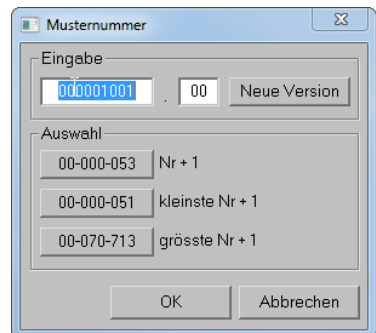 Musternummer
Eingabe
000001001 . 00 Neue Version
Auswahl
00-000-053 Nr + 1
00-000-051 kleinste Nr + 1
00-070-713 grösste Nr + 1
OK Abbrechen